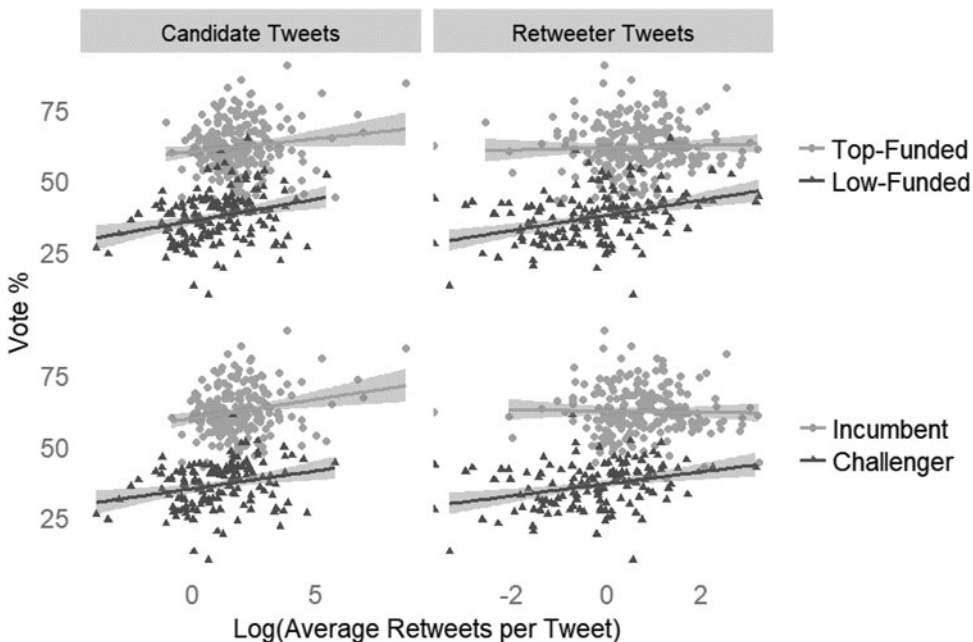 Candidate Tweets
Retweeter Tweets
Vote %
75
50
25
Top-Funded
Low-Funded
75
50
25
Incumbent
Challenger
0
5
-2
0
2
Log(Average Retweets per Tweet)